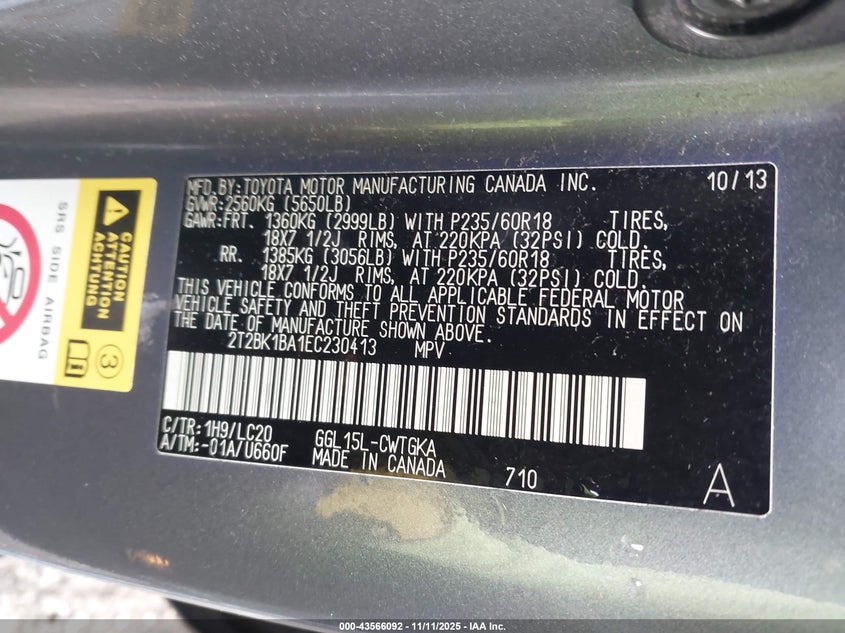 MFD.BY:TOYOTA MOTOR MANUFACTURING CANADA INC. 10/13
GVWR:2560KG (5650LB)
GAWR:FRT. 1360KG (2999LB) WITH P235/60R18 TIRES,
18X7 1/2J RIMS, AT 220KPA (32PSI) COLD.
RR. 1385KG (3056LB) WITH P235/60R18 TIRES,
18X7 1/2J RIMS, AT 220KPA (32PSI) COLD.
THIS VEHICLE CONFORMS TO ALL APPLICABLE FEDERAL MOTOR
VEHICLE SAFETY AND THEFT PREVENTION STANDARDS IN EFFECT ON
THE DATE OF MANUFACTURE SHOWN ABOVE.
2T2BK1BA1EC230413 MPV
C/TR:1H9/LC20 GGL15L-CWTGKA
A/TM:-01A/U660F MADE IN CANADA 710 A
CAUTION
ATTENTION
ACHTUNG
3
SRS SIDE AIRBAG
000-43566092 - 11/11/2025 - IAA Inc.